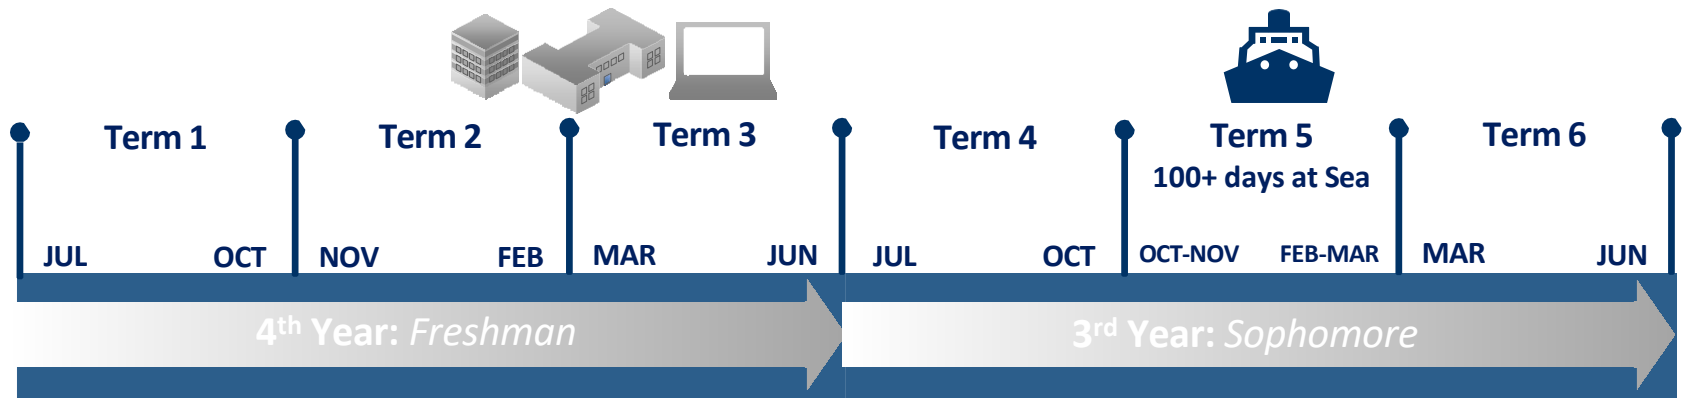 Term 1
Term 2
Term 3
Term 4
Term 5
Term 6
100+ days at Sea
JUL
OCT
NOV
FEB
MAR
JUN
JUL
OCT
OCT-NOV
FEB-MAR
MAR
JUN
4th Year: Freshman
3rd Year: Sophomore